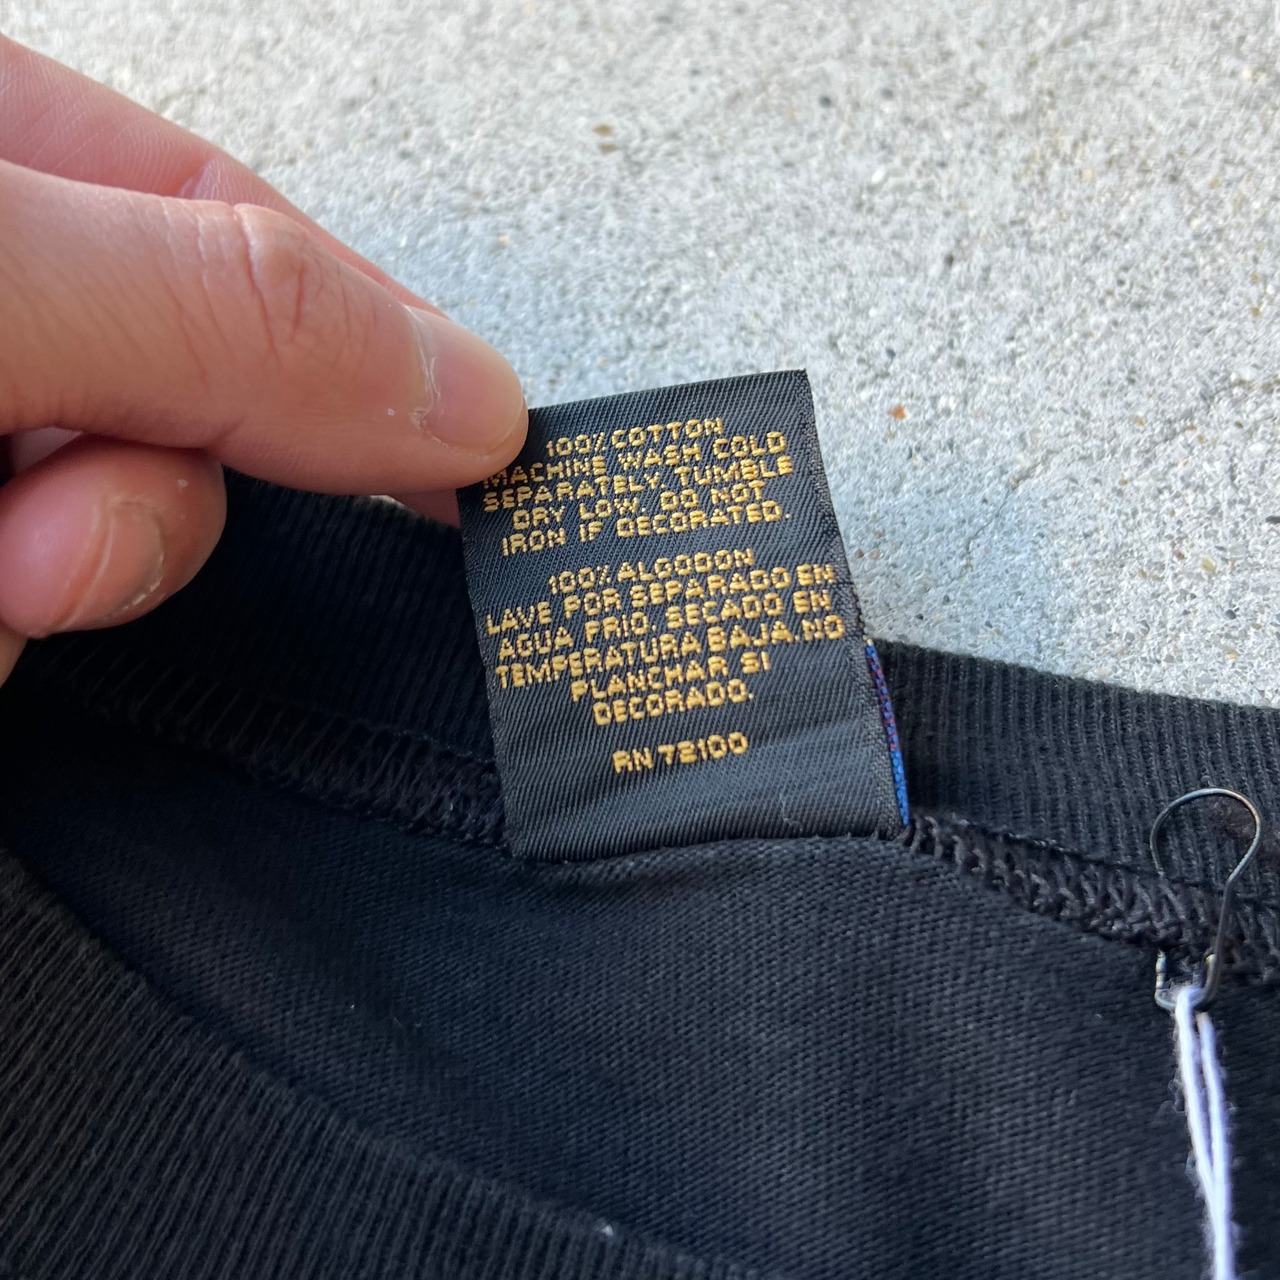 100% COTTON
MACHINE WASH COLD
SEPARATELY, TUMBLE
DRY LOW, DO NOT
IRON IF DECORATED.
100% ALGODON
LAVE POR SEPARADO EN
AGUA FRIO, SECADO EN
TEMPERATURA BAJA.NO
PLANCHAR SI
DECORADO.
RN 72100